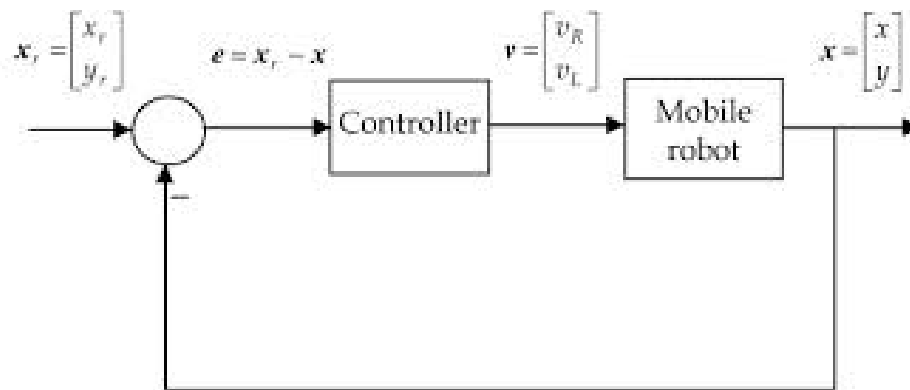 x_r = [x_r y_r]
e = x_r − x
v = [v_R v_L]
x = [x y]
Controller
Mobile
robot
−